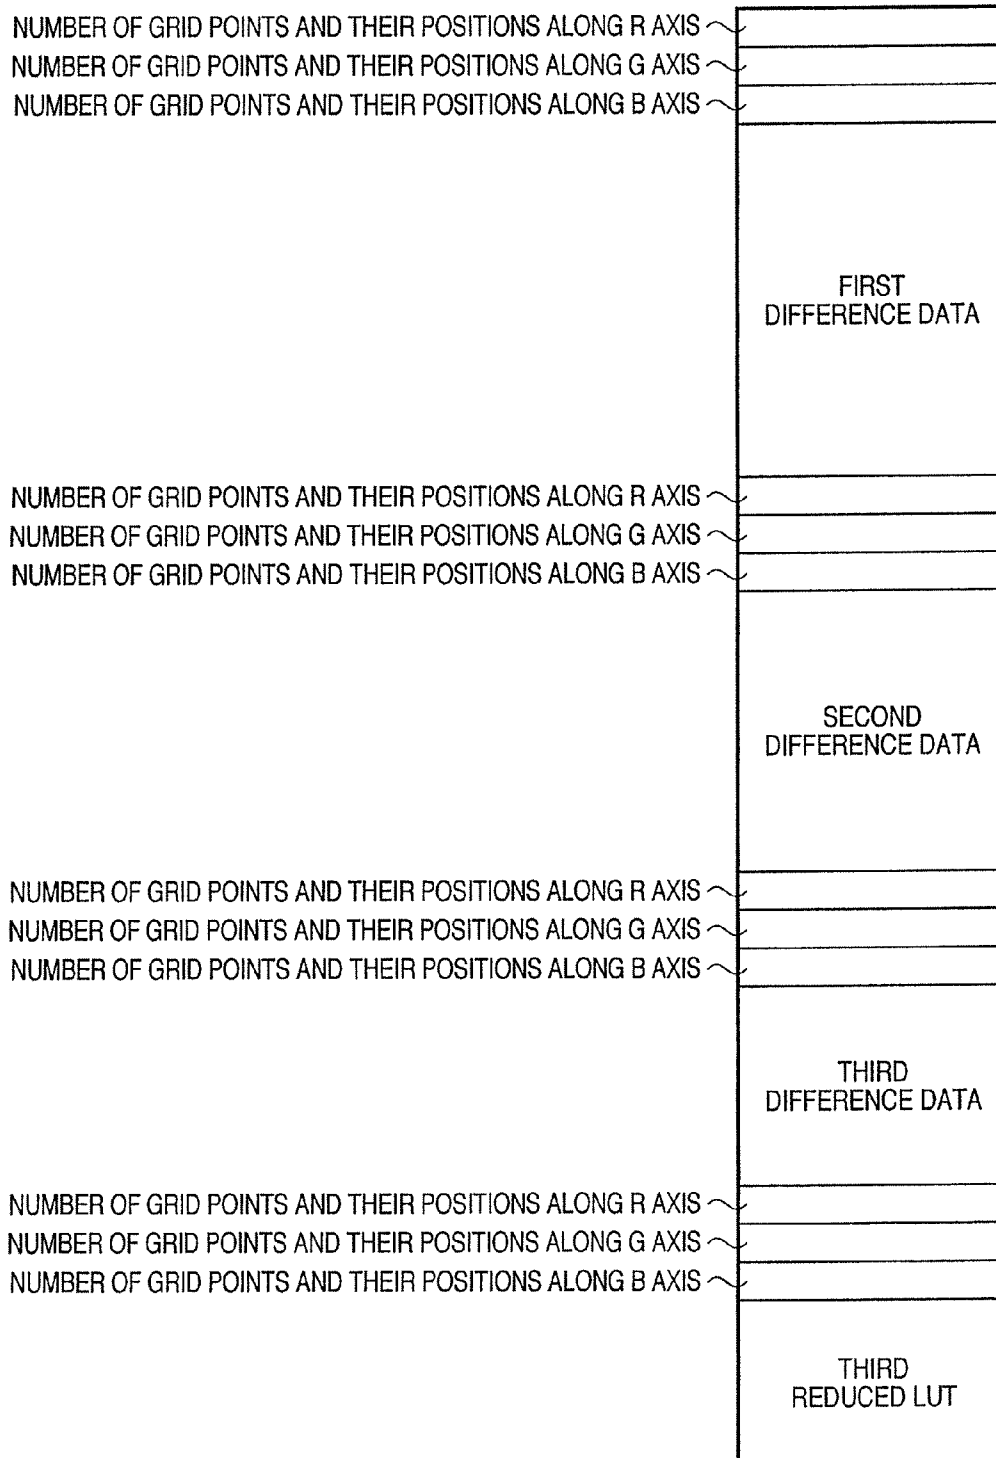 NUMBER OF GRID POINTS AND THEIR POSITIONS ALONG R AXIS
NUMBER OF GRID POINTS AND THEIR POSITIONS ALONG G AXIS
NUMBER OF GRID POINTS AND THEIR POSITIONS ALONG B AXIS
FIRST
DIFFERENCE DATA
NUMBER OF GRID POINTS AND THEIR POSITIONS ALONG R AXIS
NUMBER OF GRID POINTS AND THEIR POSITIONS ALONG G AXIS
NUMBER OF GRID POINTS AND THEIR POSITIONS ALONG B AXIS
SECOND
DIFFERENCE DATA
NUMBER OF GRID POINTS AND THEIR POSITIONS ALONG R AXIS
NUMBER OF GRID POINTS AND THEIR POSITIONS ALONG G AXIS
NUMBER OF GRID POINTS AND THEIR POSITIONS ALONG B AXIS
THIRD
DIFFERENCE DATA
NUMBER OF GRID POINTS AND THEIR POSITIONS ALONG R AXIS
NUMBER OF GRID POINTS AND THEIR POSITIONS ALONG G AXIS
NUMBER OF GRID POINTS AND THEIR POSITIONS ALONG B AXIS
THIRD
REDUCED LUT